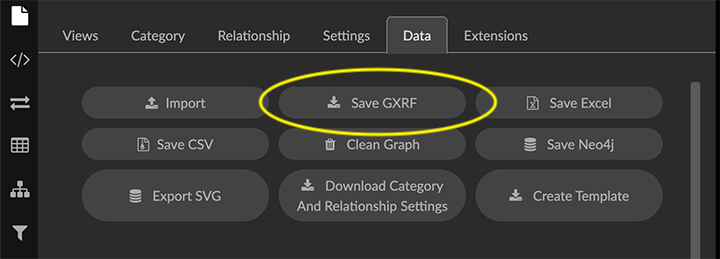 Views Category Relationship Settings Data Extensions
Import Save GXRF Save Excel
Save CSV Clean Graph Save Neo4j
Export SVG Download Category And Relationship Settings Create Template